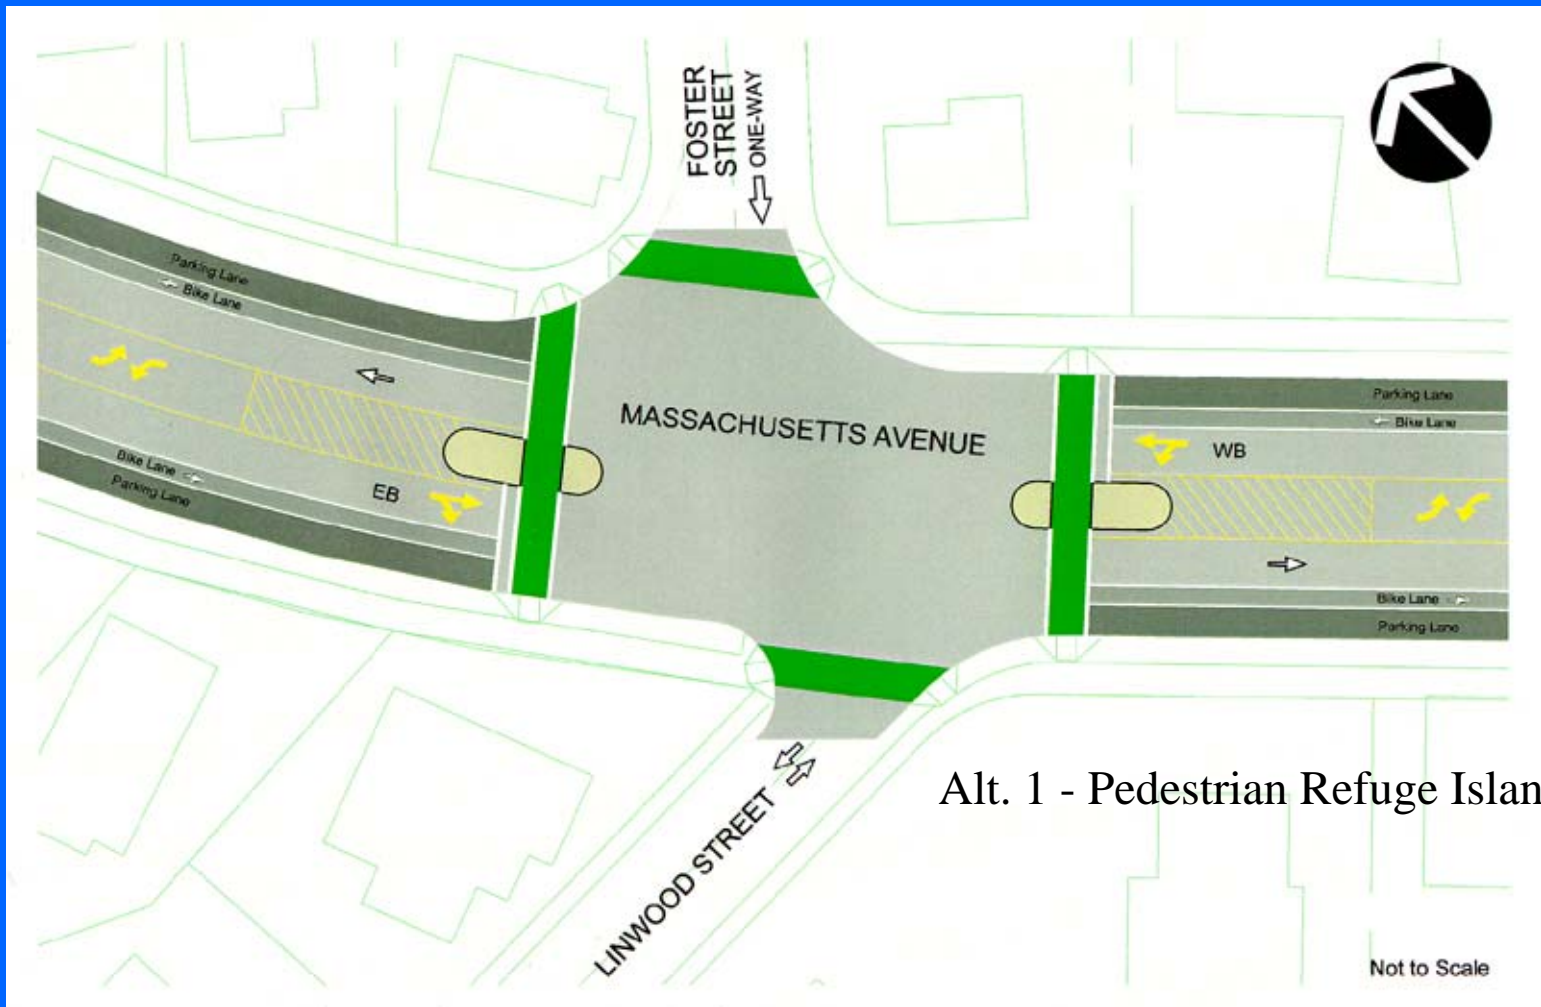 FOSTER
STREET
ONE-WAY
Parking Lane
Bike Lane
MASSACHUSETTS AVENUE
Parking Lane
Bike Lane
WB
Bike Lane
Parking Lane
EB
Bike Lane
Parking Lane
LINWOOD STREET
Alt. 1 - Pedestrian Refuge Islan
Not to Scale